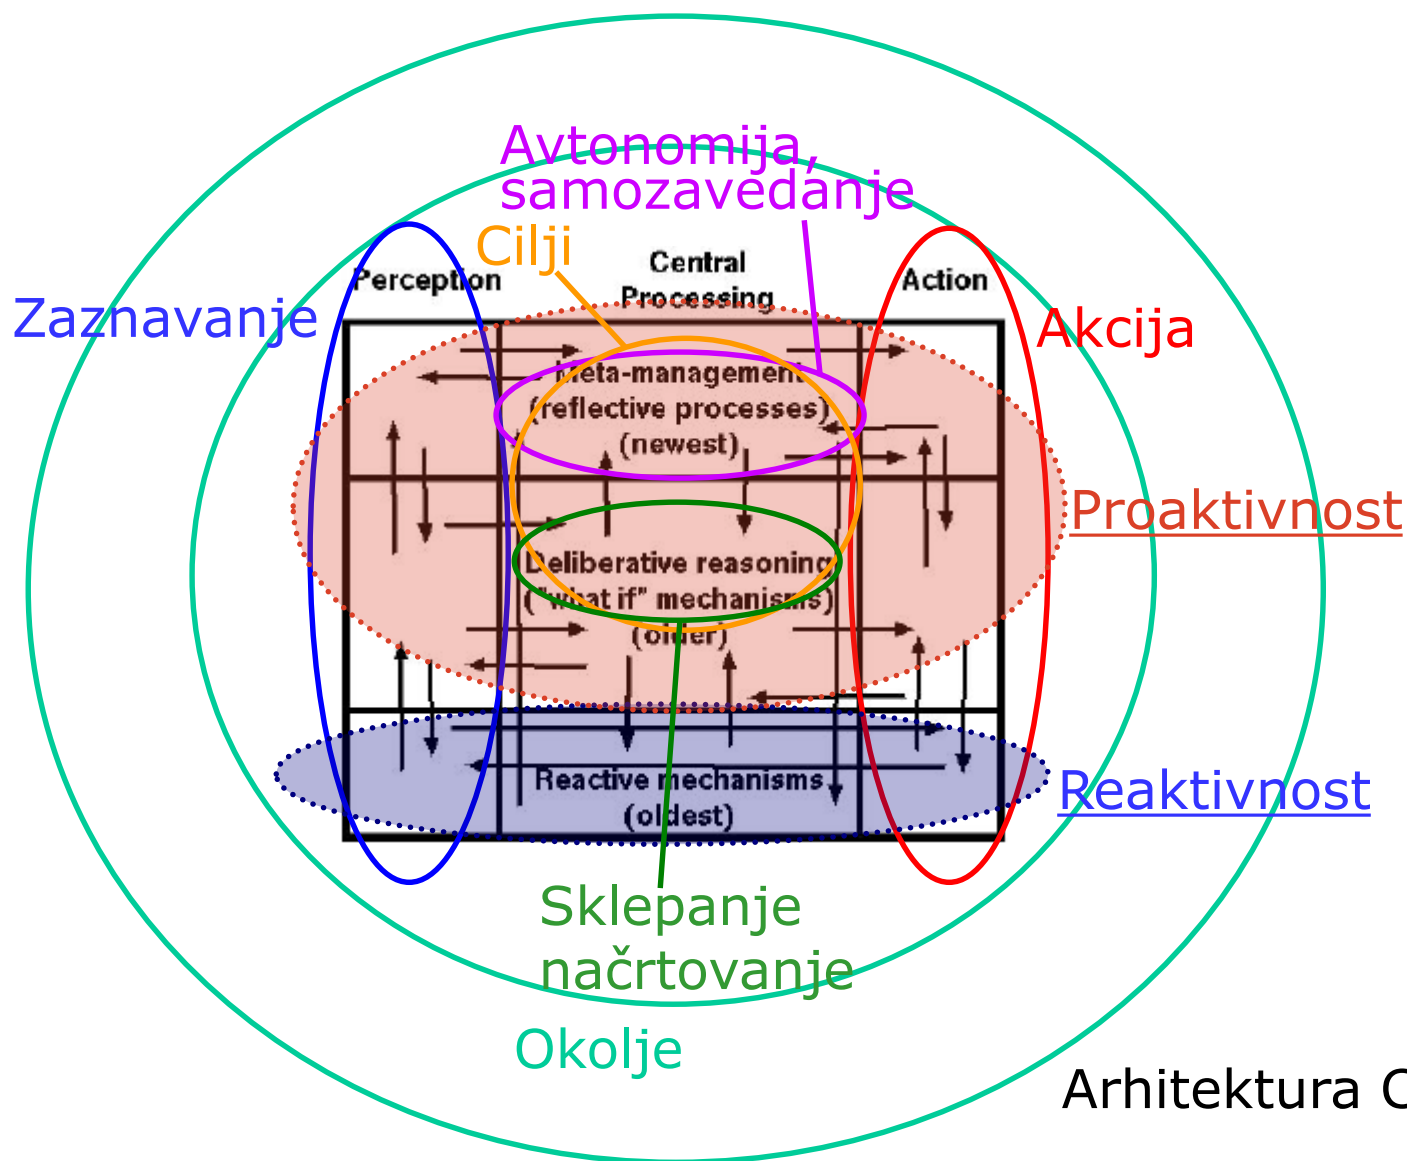 Avtonomija,
samozavedanje
Cilji
Central
Processing
Perception
Action
Zaznavanje
Akcija
Meta-management
(reflective processes)
(newest)
Proaktivnost
Deliberative reasoning
("what if" mechanisms)
(older)
Reactive mechanisms
(oldest)
Reaktivnost
Sklepanje
načrtovanje
Okolje
Arhitektura